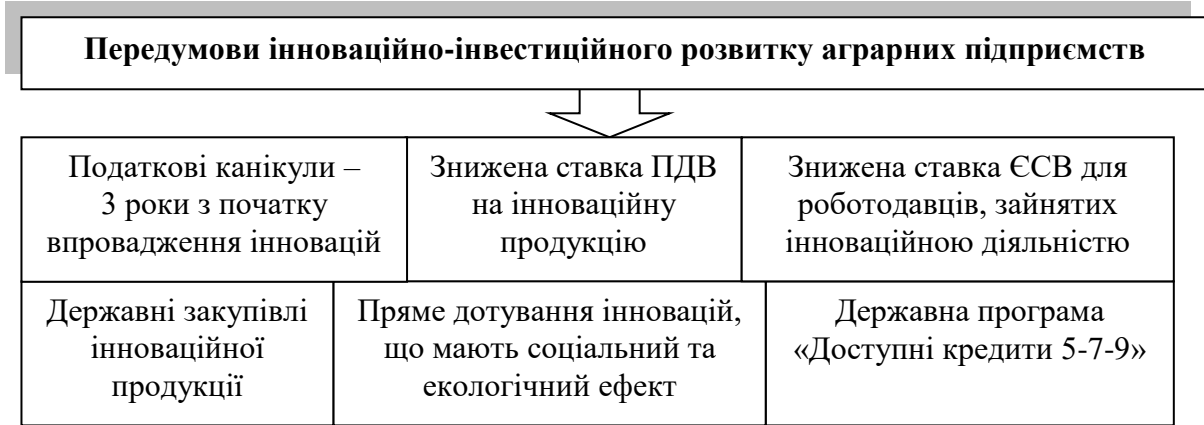 Передумови інноваційно-інвестиційного розвитку аграрних підприємств
Податкові канікули –
3 роки з початку
впровадження інновацій
Знижена ставка ПДВ
на інноваційну
продукцію
Знижена ставка ЄСВ для
роботодавців, зайнятих
інноваційною діяльністю
Державні закупівлі
інноваційної
продукції
Пряме дотування інновацій,
що мають соціальний та
екологічний ефект
Державна програма
«Доступні кредити 5-7-9»